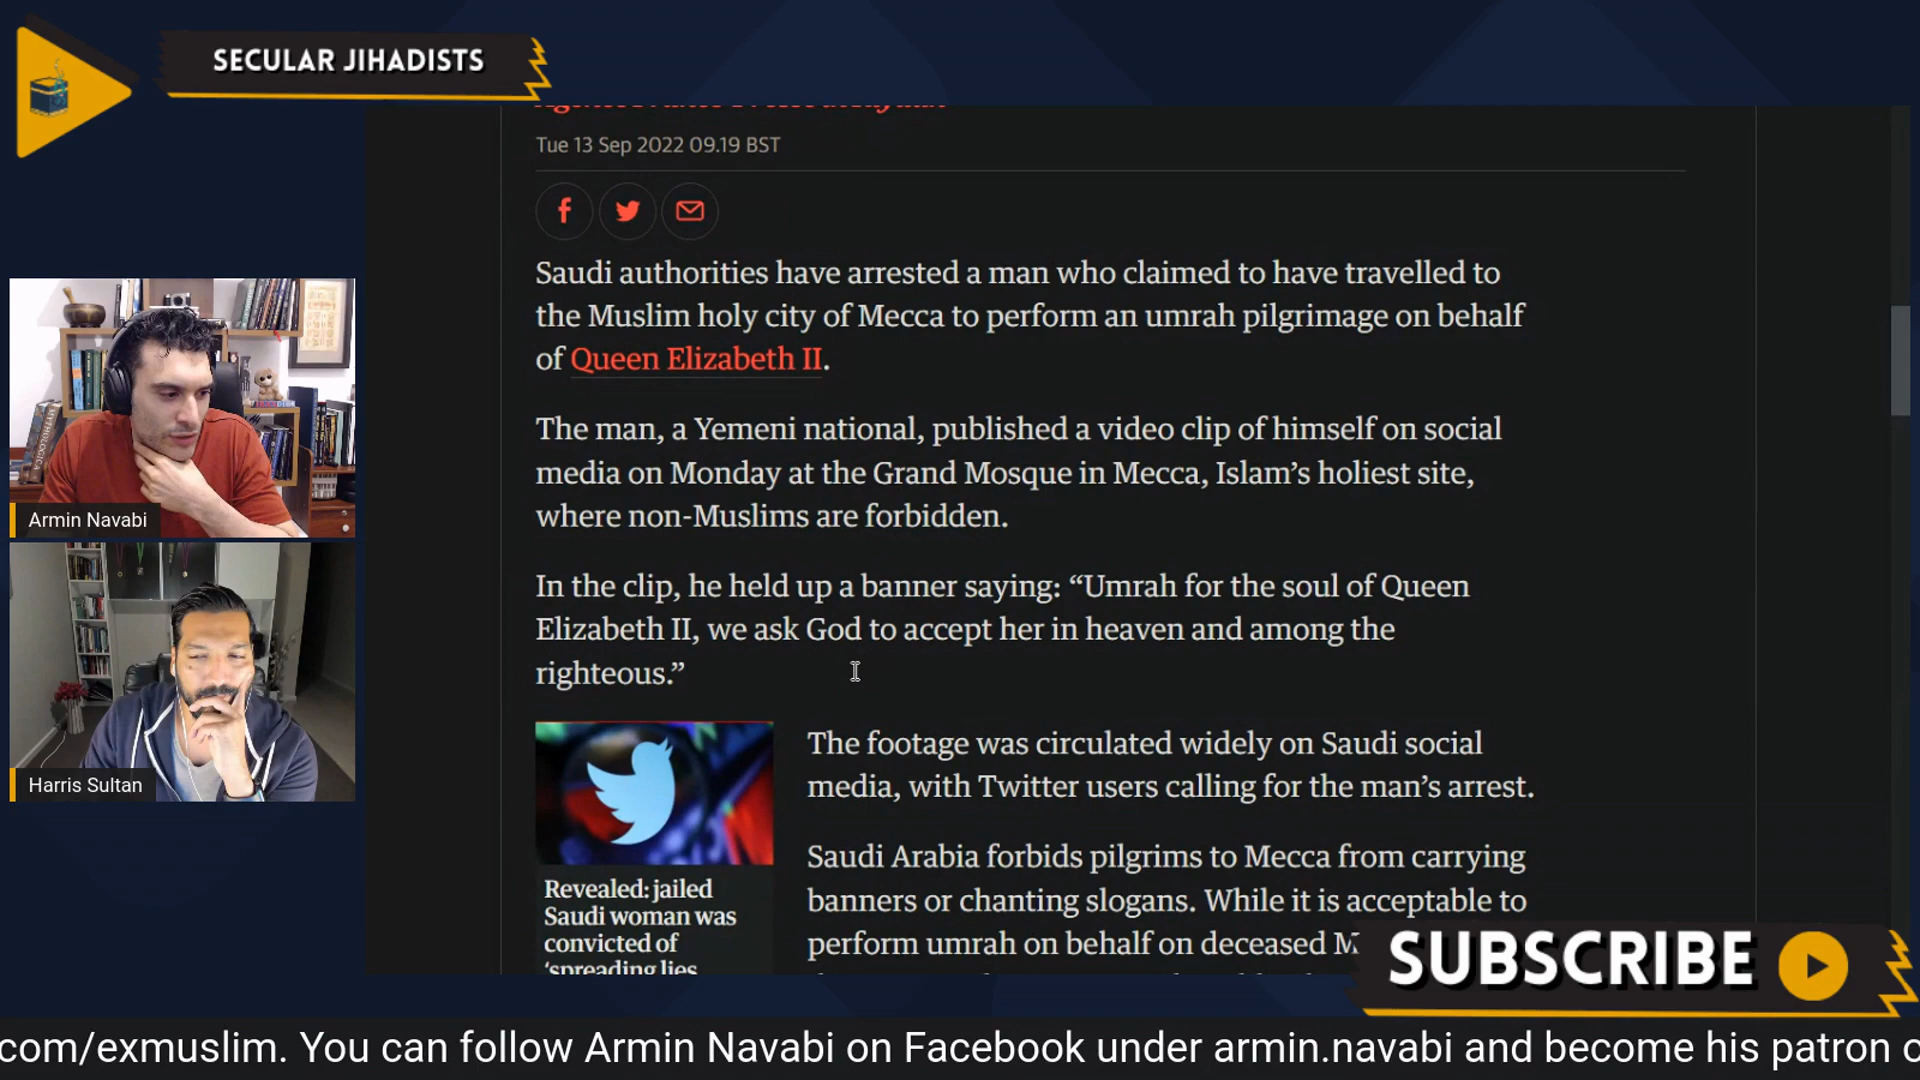 SECULAR JIHADISTS
Tue 13 Sep 2022 09.19 BST
Saudi authorities have arrested a man who claimed to have travelled to
the Muslim holy city of Mecca to perform an umrah pilgrimage on behalf
of Queen Elizabeth II.
The man, a Yemeni national, published a video clip of himself on social
media on Monday at the Grand Mosque in Mecca, Islam’s holiest site,
where non-Muslims are forbidden.
In the clip, he held up a banner saying: “Umrah for the soul of Queen
Elizabeth II, we ask God to accept her in heaven and among the
righteous.”
The footage was circulated widely on Saudi social
media, with Twitter users calling for the man’s arrest.
Saudi Arabia forbids pilgrims to Mecca from carrying
banners or chanting slogans. While it is acceptable to
perform umrah on behalf on deceased M
Revealed: jailed
Saudi woman was
convicted of
‘spreading lies
MYTHOLOGICA
Armin Navabi
Harris Sultan
SUBSCRIBE
com/exmuslim. You can follow Armin Navabi on Facebook under armin.navabi and become his patron o